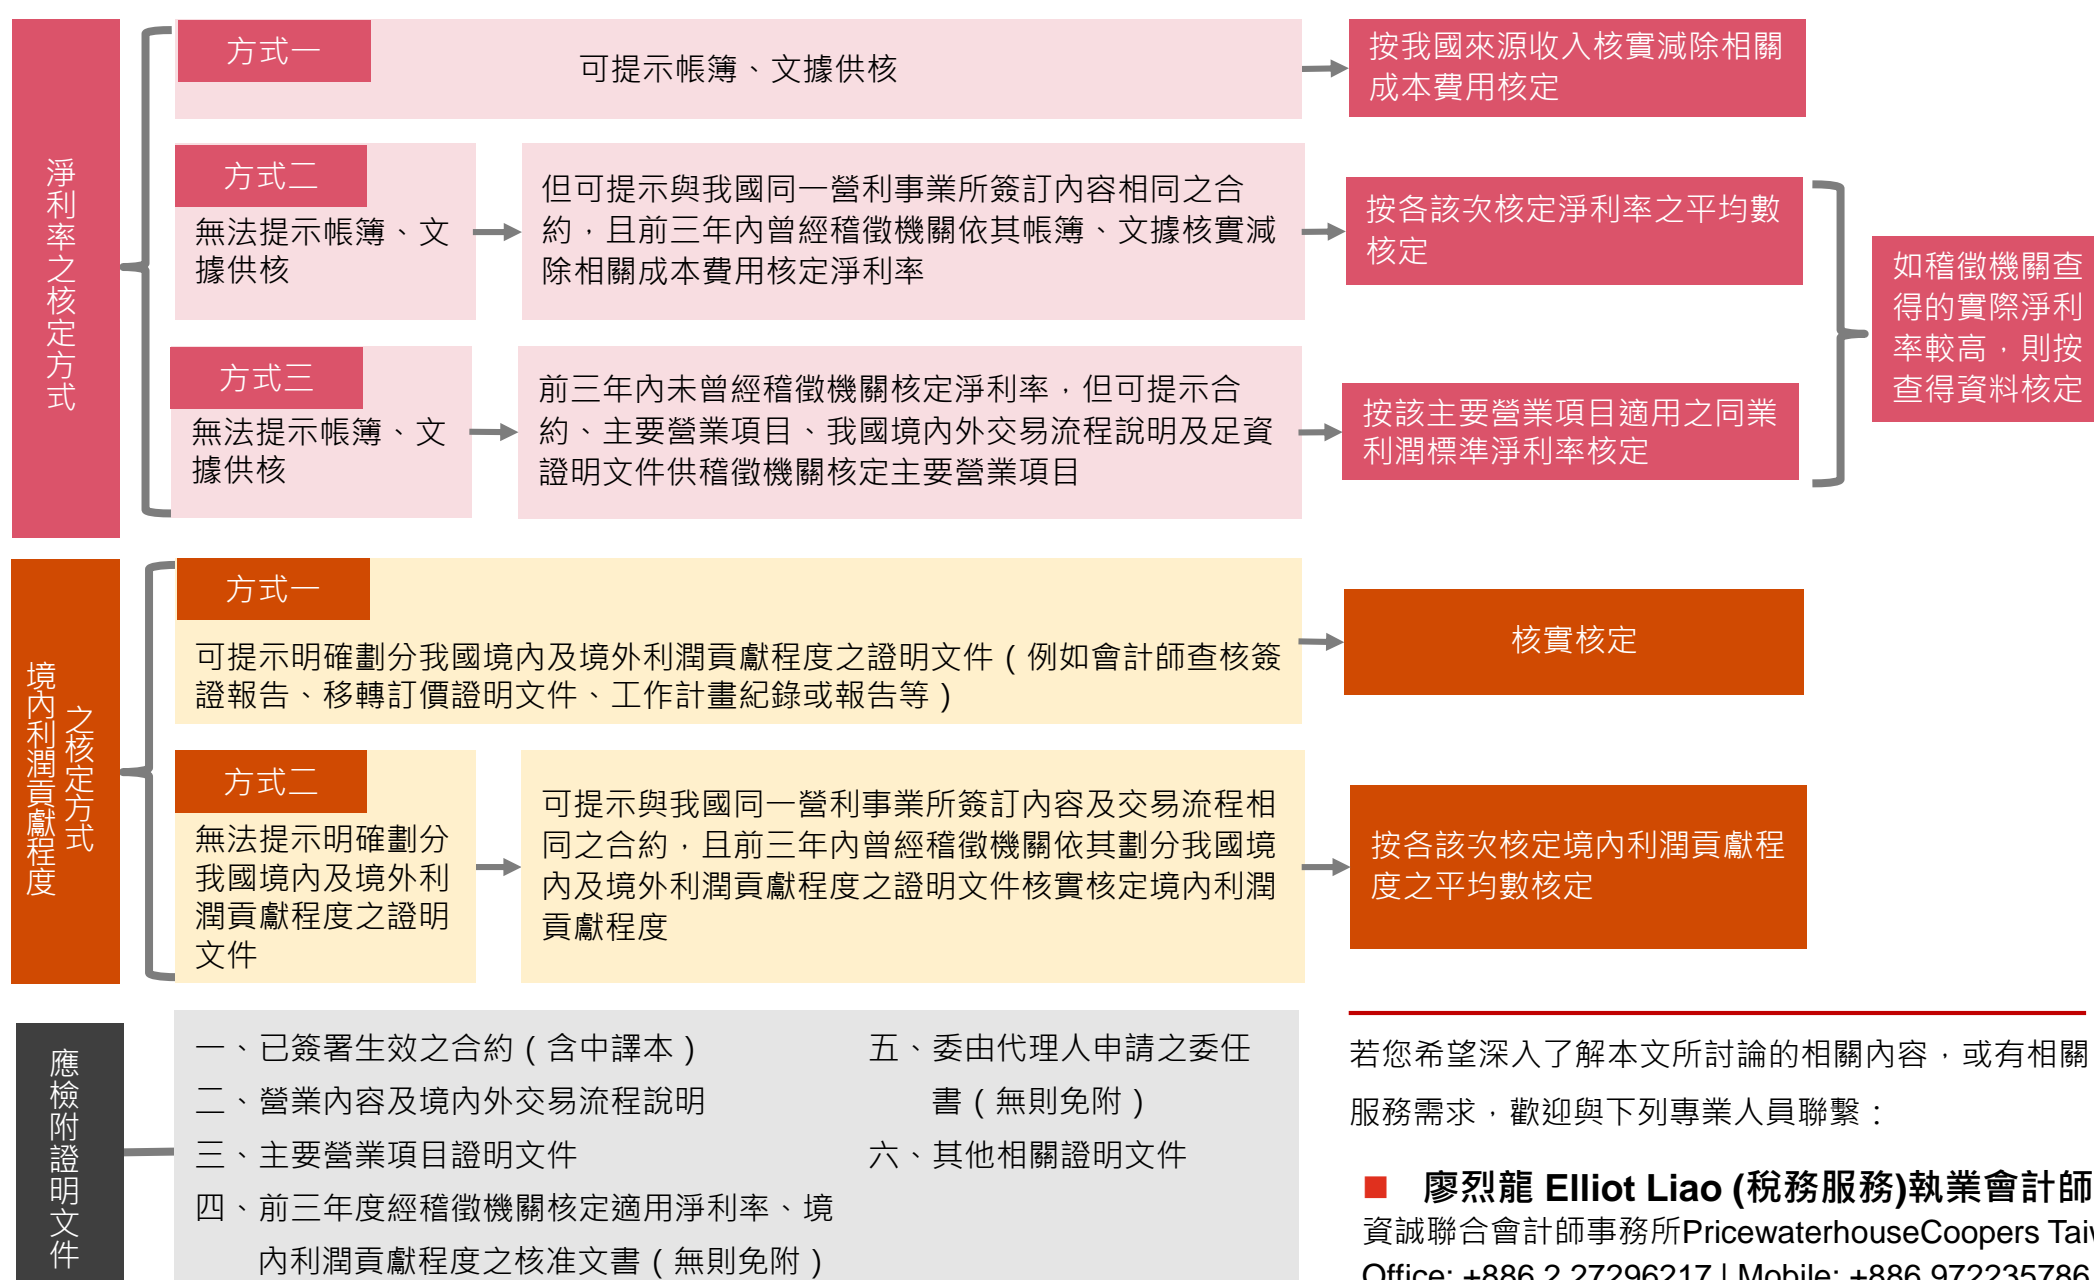 淨利率之核定方式
方式一
可提示帳簿、文據供核
按我國來源收入核實減除相關
成本費用核定
方式二
無法提示帳簿、文
據供核
但可提示與我國同一營利事業所簽訂內容相同之合
約，且前三年內曾經稽徵機關依其帳簿、文據核實減
除相關成本費用核定淨利率
按各該次核定淨利率之平均數
核定
方式三
無法提示帳簿、文
據供核
前三年內未曾經稽徵機關核定淨利率，但可提示合
約、主要營業項目、我國境內外交易流程說明及足資
證明文件供稽徵機關核定主要營業項目
按該主要營業項目適用之同業
利潤標準淨利率核定
如稽徵機關查
得的實際淨利
率較高，則按
查得資料核定
境內利潤貢獻程度
之核定方式
方式一
可提示明確劃分我國境內及境外利潤貢獻程度之證明文件（例如會計師查核簽
證報告、移轉訂價證明文件、工作計畫紀錄或報告等）
核實核定
方式二
無法提示明確劃分
我國境內及境外利
潤貢獻程度之證明
文件
可提示與我國同一營利事業所簽訂內容及交易流程相
同之合約，且前三年內曾經稽徵機關依其劃分我國境
內及境外利潤貢獻程度之證明文件核實核定境內利潤
貢獻程度
按各該次核定境內利潤貢獻程
度之平均數核定
應檢附證明文件
一、已簽署生效之合約（含中譯本）
二、營業內容及境內外交易流程說明
三、主要營業項目證明文件
四、前三年度經稽徵機關核定適用淨利率、境
內利潤貢獻程度之核准文書（無則免附）
五、委由代理人申請之委任
書（無則免附）
六、其他相關證明文件
若您希望深入了解本文所討論的相關內容，或有相關
服務需求，歡迎與下列專業人員聯繫：
■ 廖烈龍 Elliot Liao (稅務服務)執業會計師
資誠聯合會計師事務所PricewaterhouseCoopers
Office: +886 2 27296217 | Mobile: +886 972235786